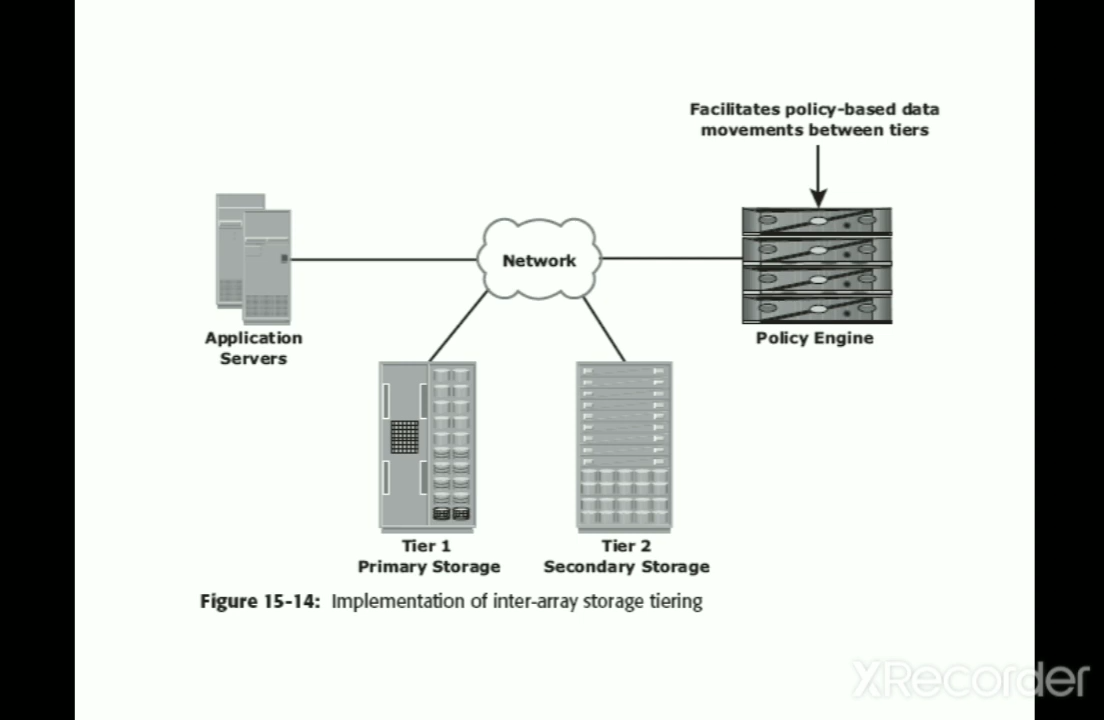 Facilitates policy-based data
movements between tiers
Network
Application
Servers
Policy Engine
Tier 1
Primary Storage
Tier 2
Secondary Storage
Figure 15-14: Implementation of inter-array storage tiering
XRecorder